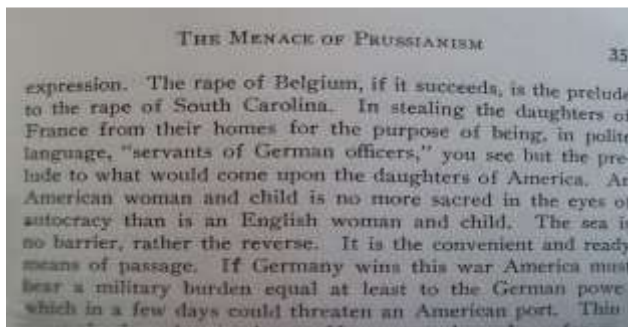 THE MENACE OF PRUSSIANISM
35
expression. The rape of Belgium, if it succeeds, is the prelude
to the rape of South Carolina. In stealing the daughters of
France from their homes for the purpose of being, in polite
language, "servants of German officers," you see but the pre-
lude to what would come upon the daughters of America. An
American woman and child is no more sacred in the eyes of
autocracy than is an English woman and child. The sea is
no barrier, rather the reverse. It is the convenient and ready
means of passage. If Germany wins this war America must
bear a military burden equal at least to the German powe
which in a few days could threaten an American port.